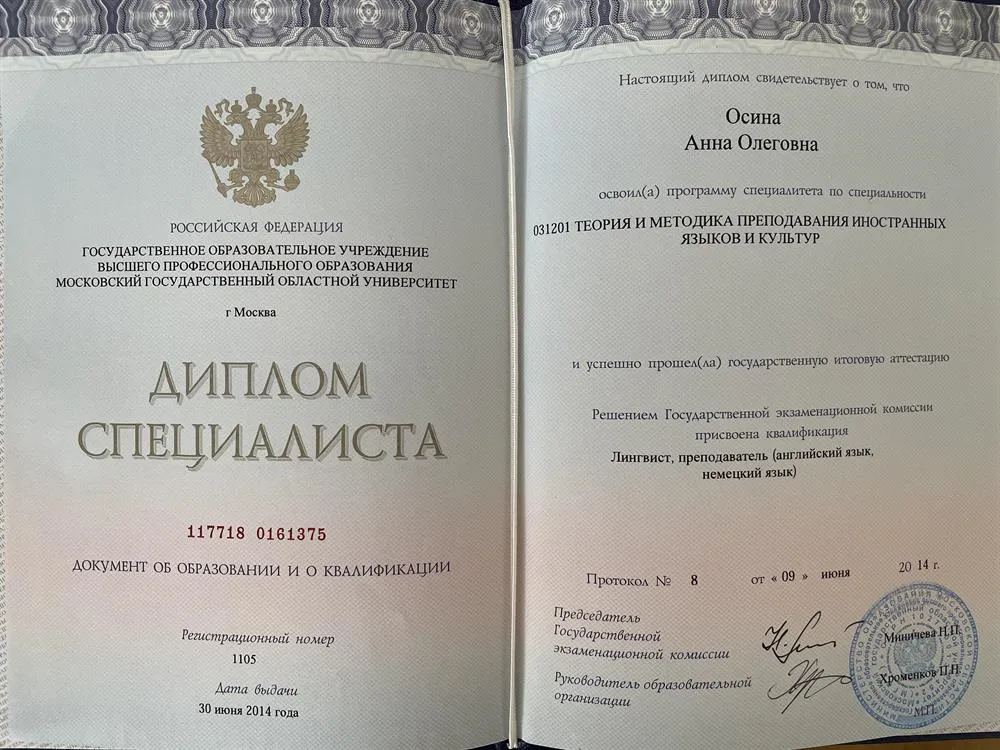 РОССИЙСКАЯ ФЕДЕРАЦИЯ
ГОСУДАРСТВЕННОЕ ОБРАЗОВАТЕЛЬНОЕ УЧРЕЖДЕНИЕ
ВЫСШЕГО ПРОФЕССИОНАЛЬНОГО ОБРАЗОВАНИЯ
МОСКОВСКИЙ ГОСУДАРСТВЕННЫЙ ОБЛАСТНОЙ УНИВЕРСИТЕТ
г Москва
ДИПЛОМ
СПЕЦИАЛИСТА
117718 0161375
ДОКУМЕНТ ОБ ОБРАЗОВАНИИ И О КВАЛИФИКАЦИИ
Регистрационный номер
1105
Дата выдачи
30 июня 2014 года
Настоящий диплом свидетельствует о том, что
Осина
Анна Олеговна
освоил(а) программу специалитета по специальности
031201 ТЕОРИЯ И МЕТОДИКА ПРЕПОДАВАНИЯ ИНОСТРАННЫХ
ЯЗЫКОВ И КУЛЬТУР
и успешно прошел(ла) государственную итоговую аттестацию
Решением Государственной экзаменационной комиссии
присвоена квалификация
Лингвист, преподаватель (английский язык,
немецкий язык)
Протокол № 8 от « 09 » июня 20 14 г.
Председатель
Государственной
экзаменационной комиссии
Миничева Н.П.
Руководитель образовательной
организации
Хроменков П.Н.
М.П.